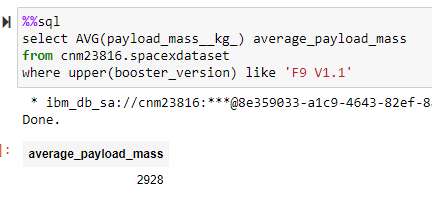 %%sql
select AVG(payload_mass__kg_) average_payload_mass
from cnm23816.spacexdataset
where upper(booster_version) like 'F9 V1.1'
* ibm_db_sa://cnm23816:***@8e359033-a1c9-4643-82ef-8
Done.
]:
average_payload_mass
2928